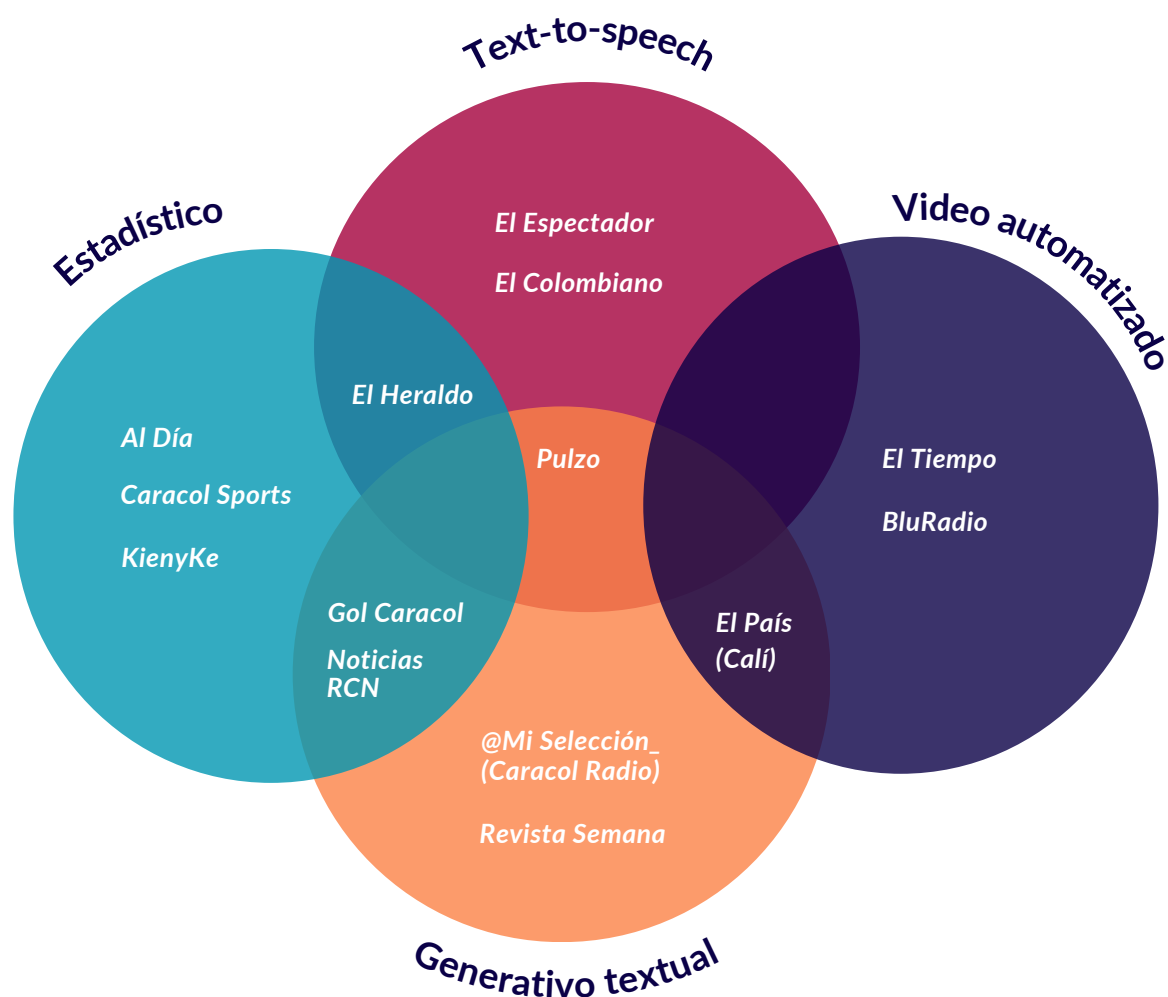 Text-to-speech
Estadístico
Video automatizado
El Espectador
El Colombiano
El Heraldo
Al Día
Caracol Sports
KienyKe
Pulzo
El Tiempo
BluRadio
Gol Caracol
Noticias
RCN
El País
(Calí)
@Mi Selección_
(Caracol Radio)
Revista Semana
Generativo textual